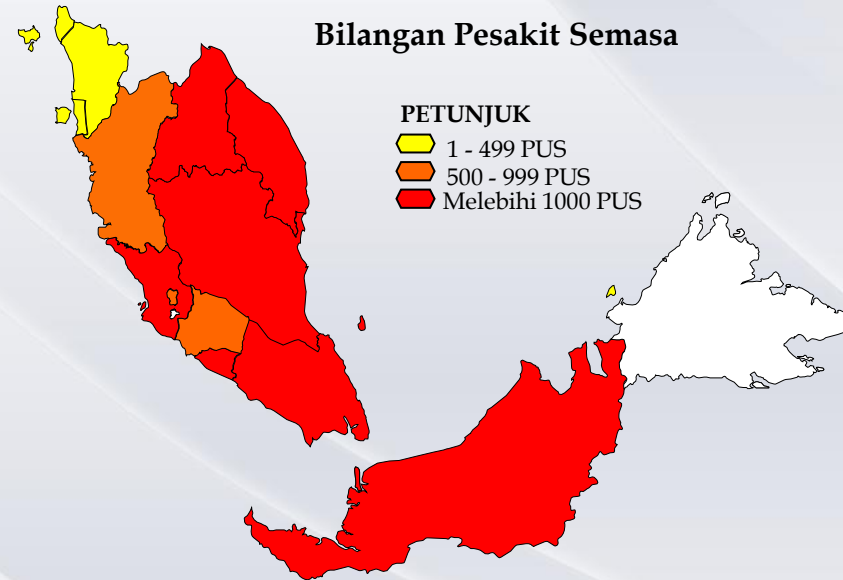 Bilangan Pesakit Semasa
PETUNJUK
1 - 499 PUS
500 - 999 PUS
Melebihi 1000 PUS